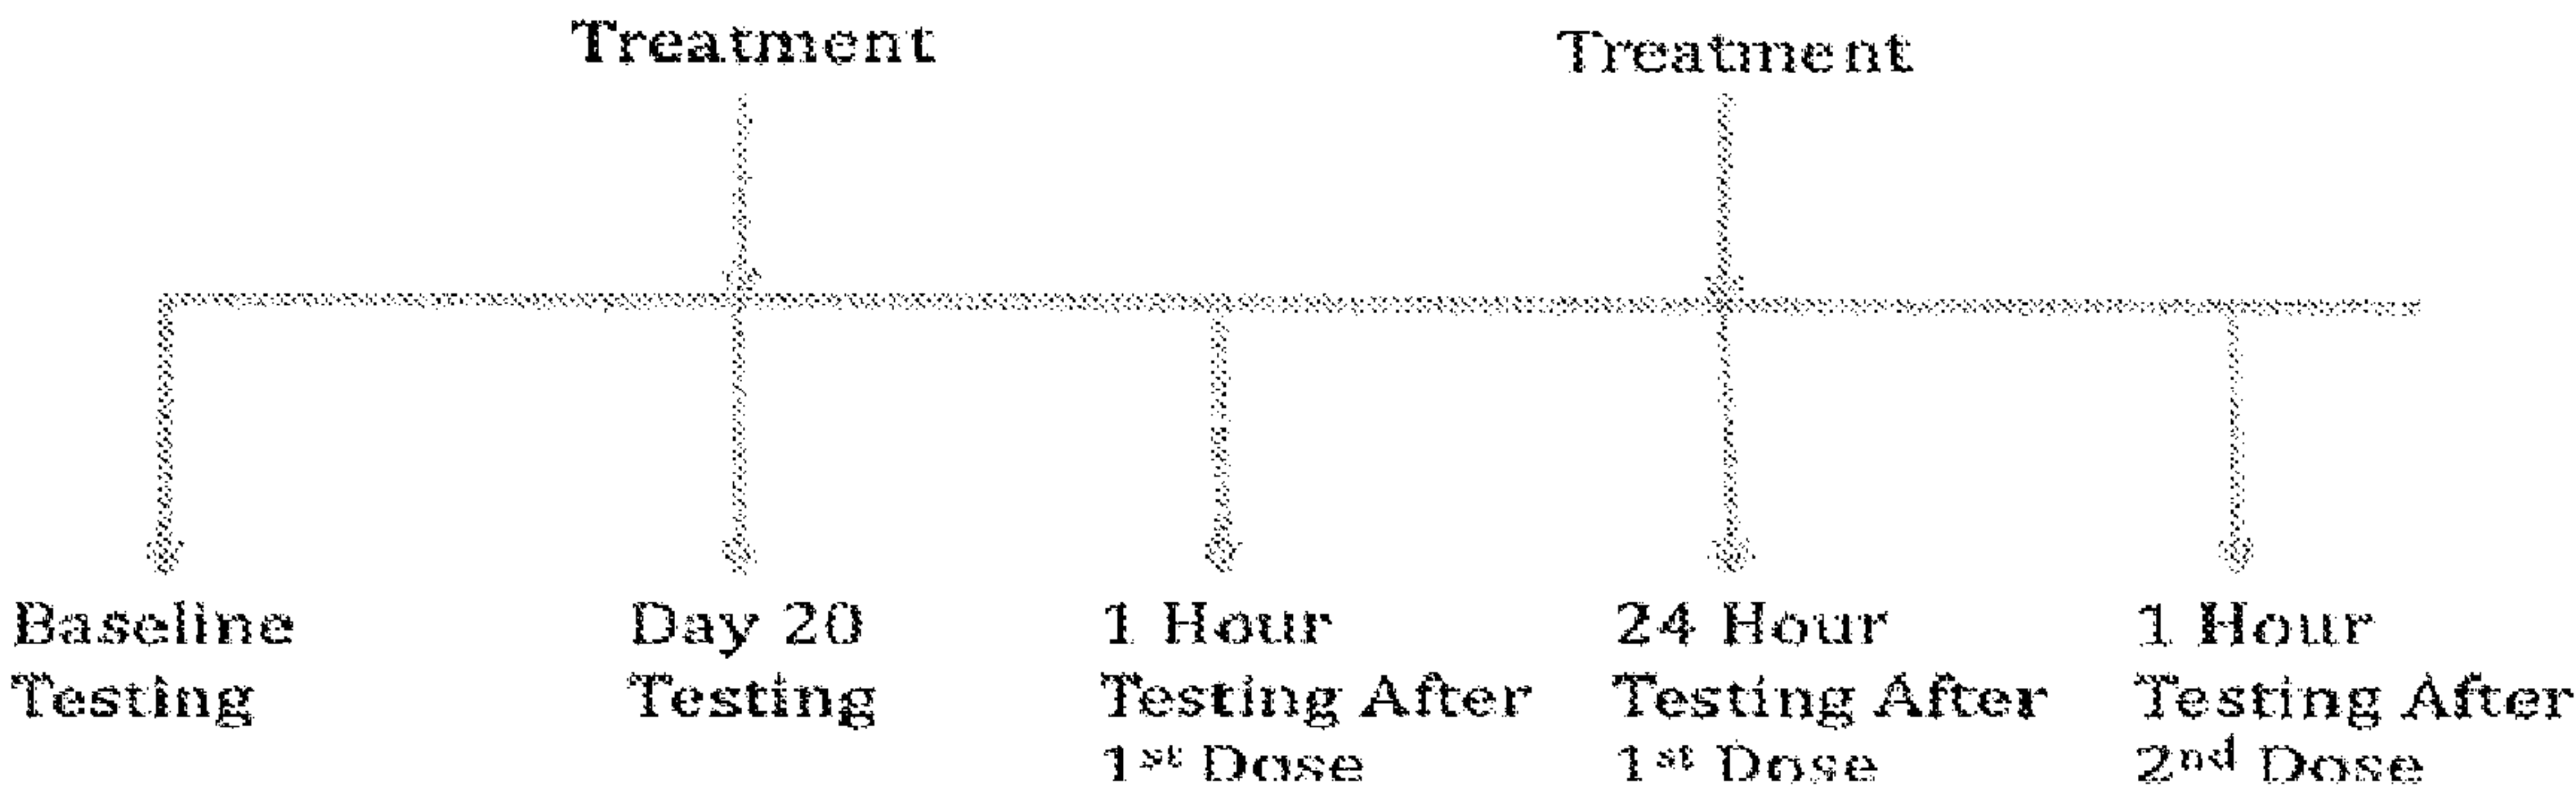 Treatment
Treatment
Baseline
Testing
Day 20
Testing
1 Hour
Testing After
1st Dose
24 Hour
Testing After
1st Dose
1 Hour
Testing After
2nd Dose